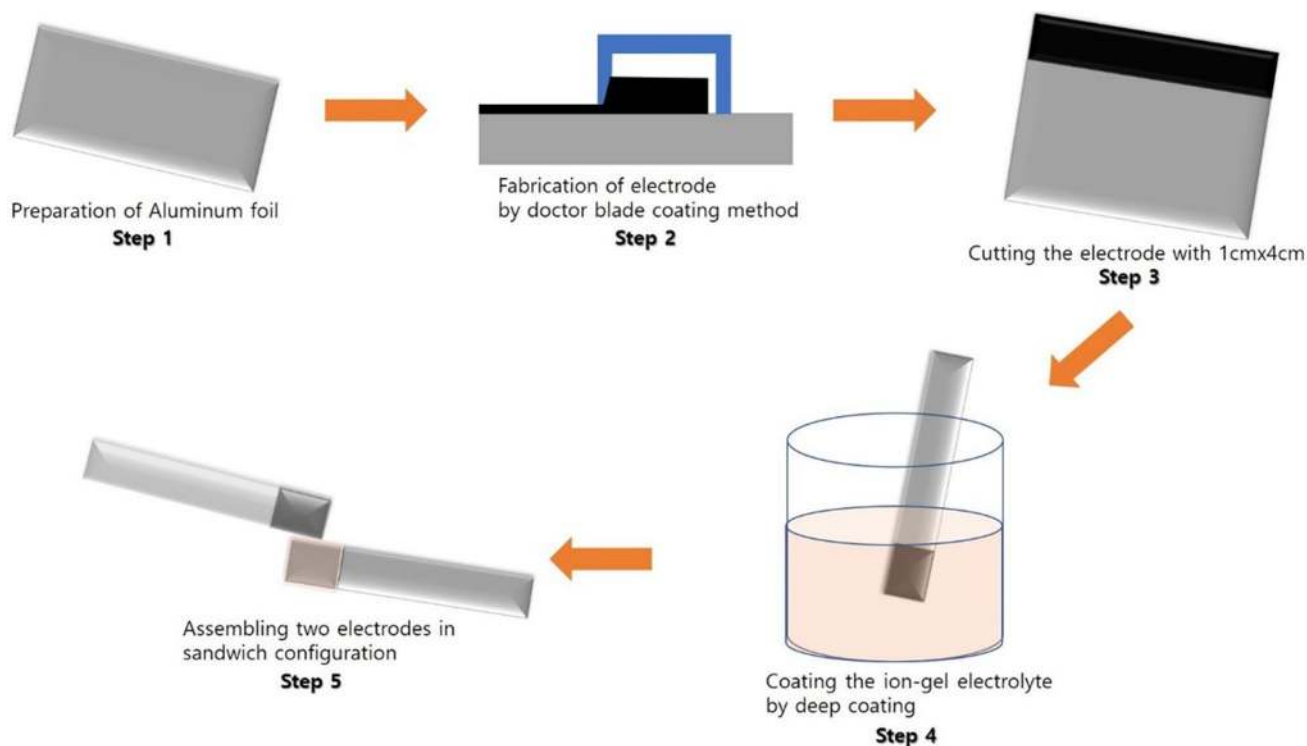 Preparation of Aluminum foil
Step 1
Fabrication of electrode
by doctor blade coating method
Step 2
Cutting the electrode with 1cmx4cm
Step 3
Coating the ion-gel electrolyte
by deep coating
Step 4
Assembling two electrodes in
sandwich configuration
Step 5